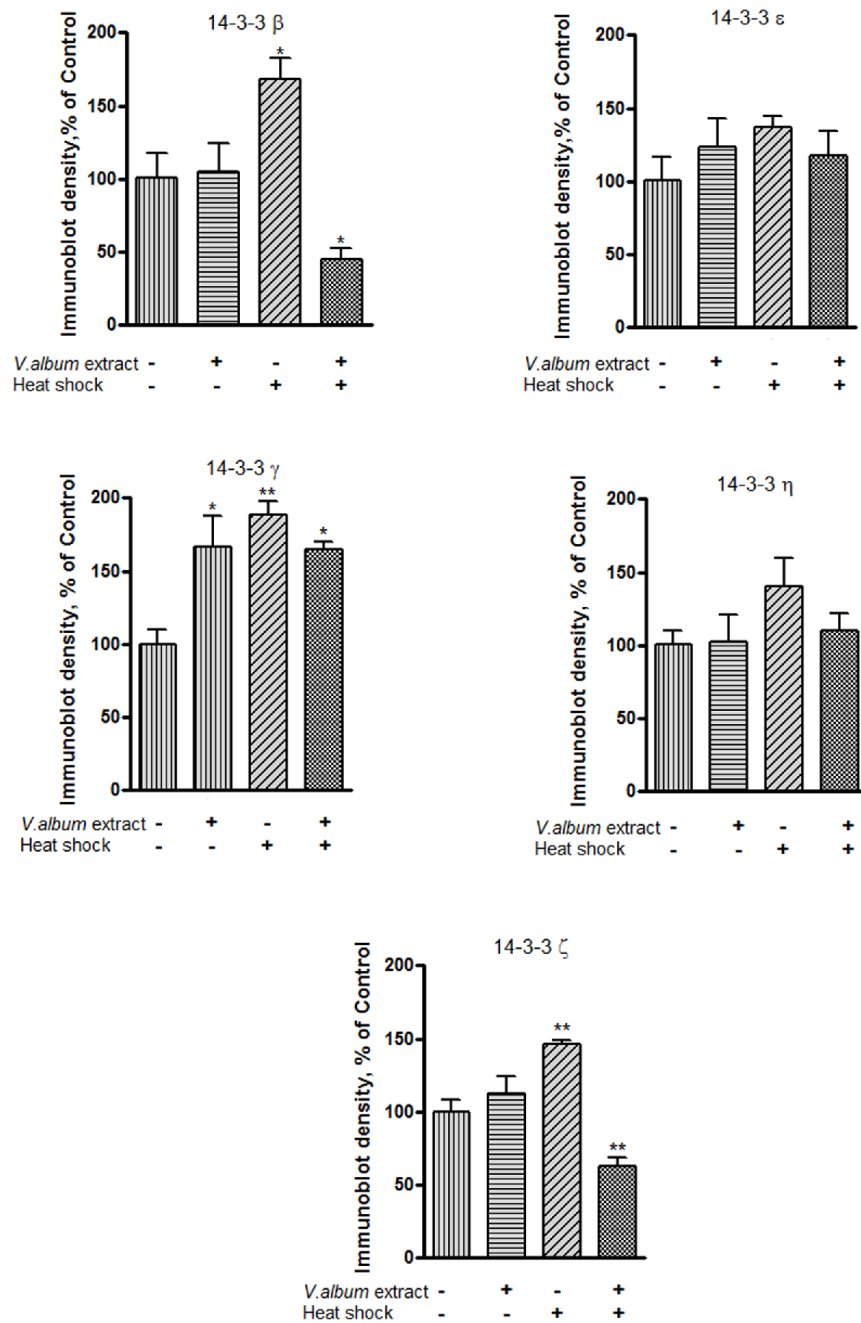 14-3-3 β
Immunoblot density,% of Control
200
150
100
50
0
*
*
V.album extract - + - +
Heat shock - - + +
14-3-3 ε
Immunoblot density,% of Control
200
150
100
50
0
V.album extract - + - +
Heat shock - - + +
14-3-3 γ
Immunoblot density, % of Control
200
150
100
50
0
* ** *
V.album extract - + - +
Heat shock - - + +
14-3-3 η
Immunoblot density, % of Control
200
150
100
50
0
V.album extract - + - +
Heat shock - - + +
14-3-3 ζ
Immunoblot density, % of Control
200
150
100
50
0
**
**
V.album extract - + - +
Heat shock - - + +